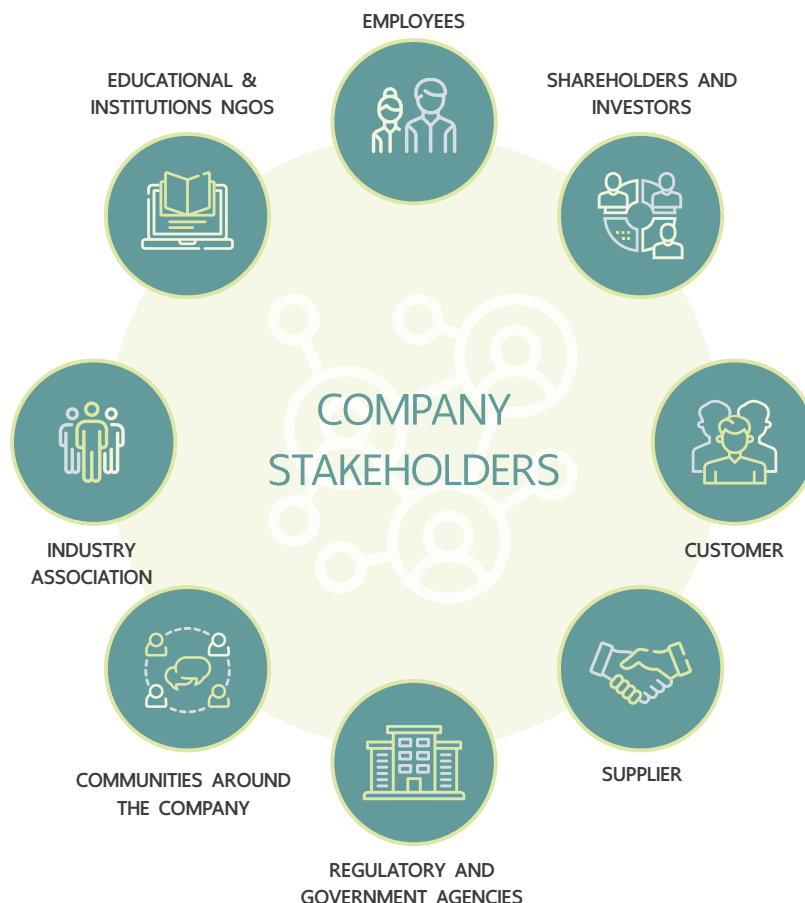 EMPLOYEES
EDUCATIONAL &
INSTITUTIONS NGOS
SHAREHOLDERS AND
INVESTORS
COMPANY
STAKEHOLDERS
INDUSTRY
ASSOCIATION
CUSTOMER
COMMUNITIES AROUND
THE COMPANY
SUPPLIER
REGULATORY AND
GOVERNMENT AGENCIES